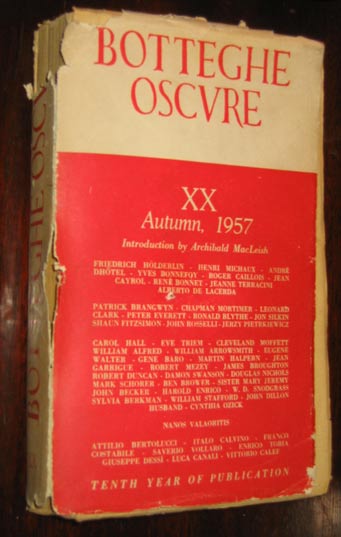 BOTTEGHE
OSCVRE
XX
Autumn, 1957
Introduction by Archibald MacLeish
FRIEDRICH HÖLDERLIN - HENRI MICHAUX - ANDRÉ
DHÔTEL - YVES BONNEFOY - ROGER CAILLOIS - JEAN
CAYROL - RENÉ BONNET - JEANNE TERRACINI
ALBERTO DE LACERDA
PATRICK BRANGWYN - CHAPMAN MORTIMER - LEONARD
CLARK - PETER EVERETT - RONALD BLYTHE - JON SILKIN
SHAUN FITZSIMON - JOHN ROSSELLI - JERZY PIETRKIEWICZ
CAROL HALL - EVE TRIEM - CLEVELAND MOFFETT
WILLIAM ALFRED - WILLIAM ARROWSMITH - EUGENE
WALTER - GENE BARO - MARTIN HALPERN - JEAN
GARRIGUE - ROBERT MEZEY - JAMES BROUGHTON
ROBERT DUNCAN - DAMON SWANSON - DOUGLAS NICHOLS
MARK SCHORER - BEN BROWER - SISTER MARY JEREMY
JOHN BECKER - HAROLD ENRICO - W. D. SNODGRASS
SYLVIA BERKMAN - WILLIAM STAFFORD - JOHN DILLON
HUSBAND - CYNTHIA OZICK
NANOS VALAORITIS
ATTILIO BERTOLUCCI - ITALO CALVINO - FRANCO
COSTABILE - SAVERIO VOLLARO - ENRICO TOBIA
GIUSEPPE DESSÍ - LUCA CANALI - VITTORIO CALEF
TENTH YEAR OF PUBLICATION